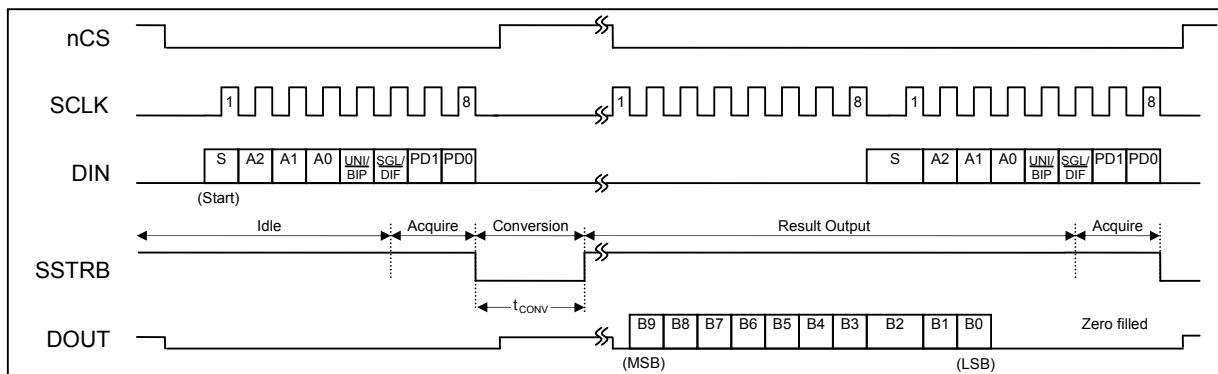 nCS
SCLK
1 8 1 8 1 8
DIN
S A2 A1 A0 UNI/BIP SGL/DIF PD1 PD0 S A2 A1 A0 UNI/BIP SGL/DIF PD1 PD0
(Start)
Idle Acquire Conversion Result Output Acquire
SSTRB
tCONV
DOUT
B9 B8 B7 B6 B5 B4 B3 B2 B1 B0 Zero filled
(MSB) (LSB)